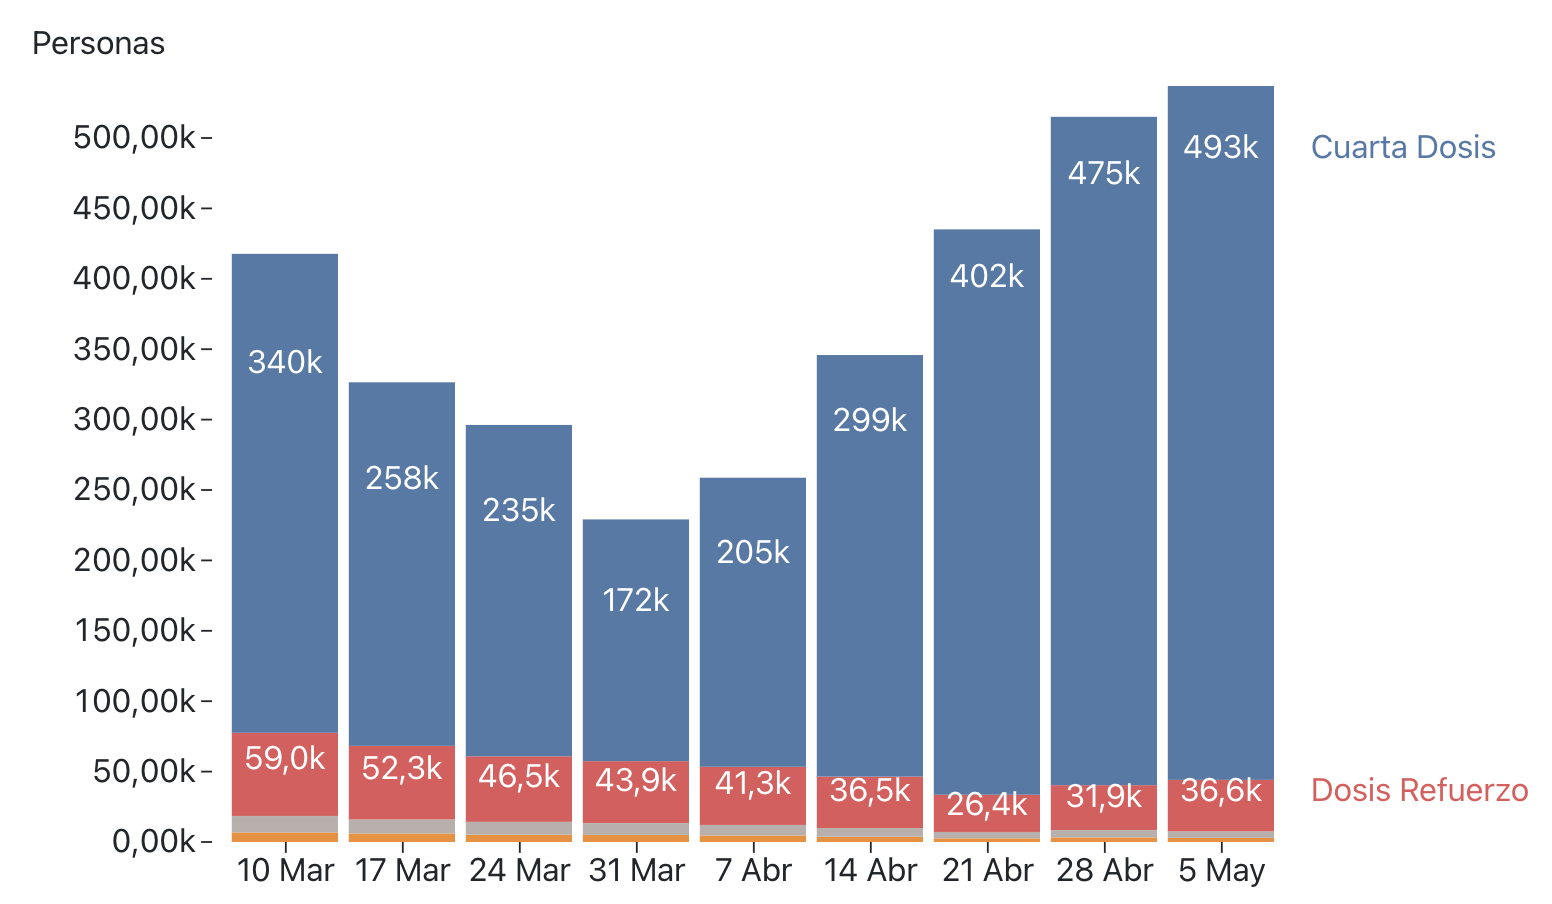 Personas
500,00k
450,00k
400,00k
350,00k
300,00k
250,00k
200,00k
150,00k
100,00k
50,00k
0,00k
340k
258k
235k
172k
205k
299k
402k
475k
493k
Cuarta Dosis
59,0k
52,3k
46,5k
43,9k
41,3k
36,5k
26,4k
31,9k
36,6k
Dosis Refuerzo
10 Mar 17 Mar 24 Mar 31 Mar 7 Abr 14 Abr 21 Abr 28 Abr 5 May